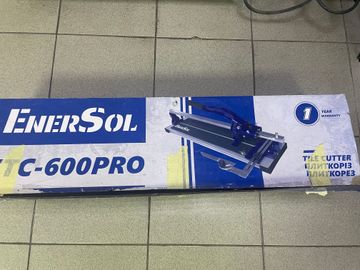 ENERSOL
TC-600PRO
1
YEAR
WARRANTY
TILE CUTTER
ПЛИТКОРІЗ
ПЛИТКОРЕЗ